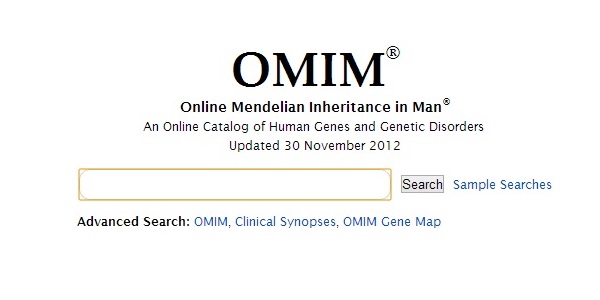 OMIM®
Online Mendelian Inheritance in Man®
An Online Catalog of Human Genes and Genetic Disorders
Updated 30 November 2012
Search Sample Searches
Advanced Search: OMIM, Clinical Synopses, OMIM Gene Map